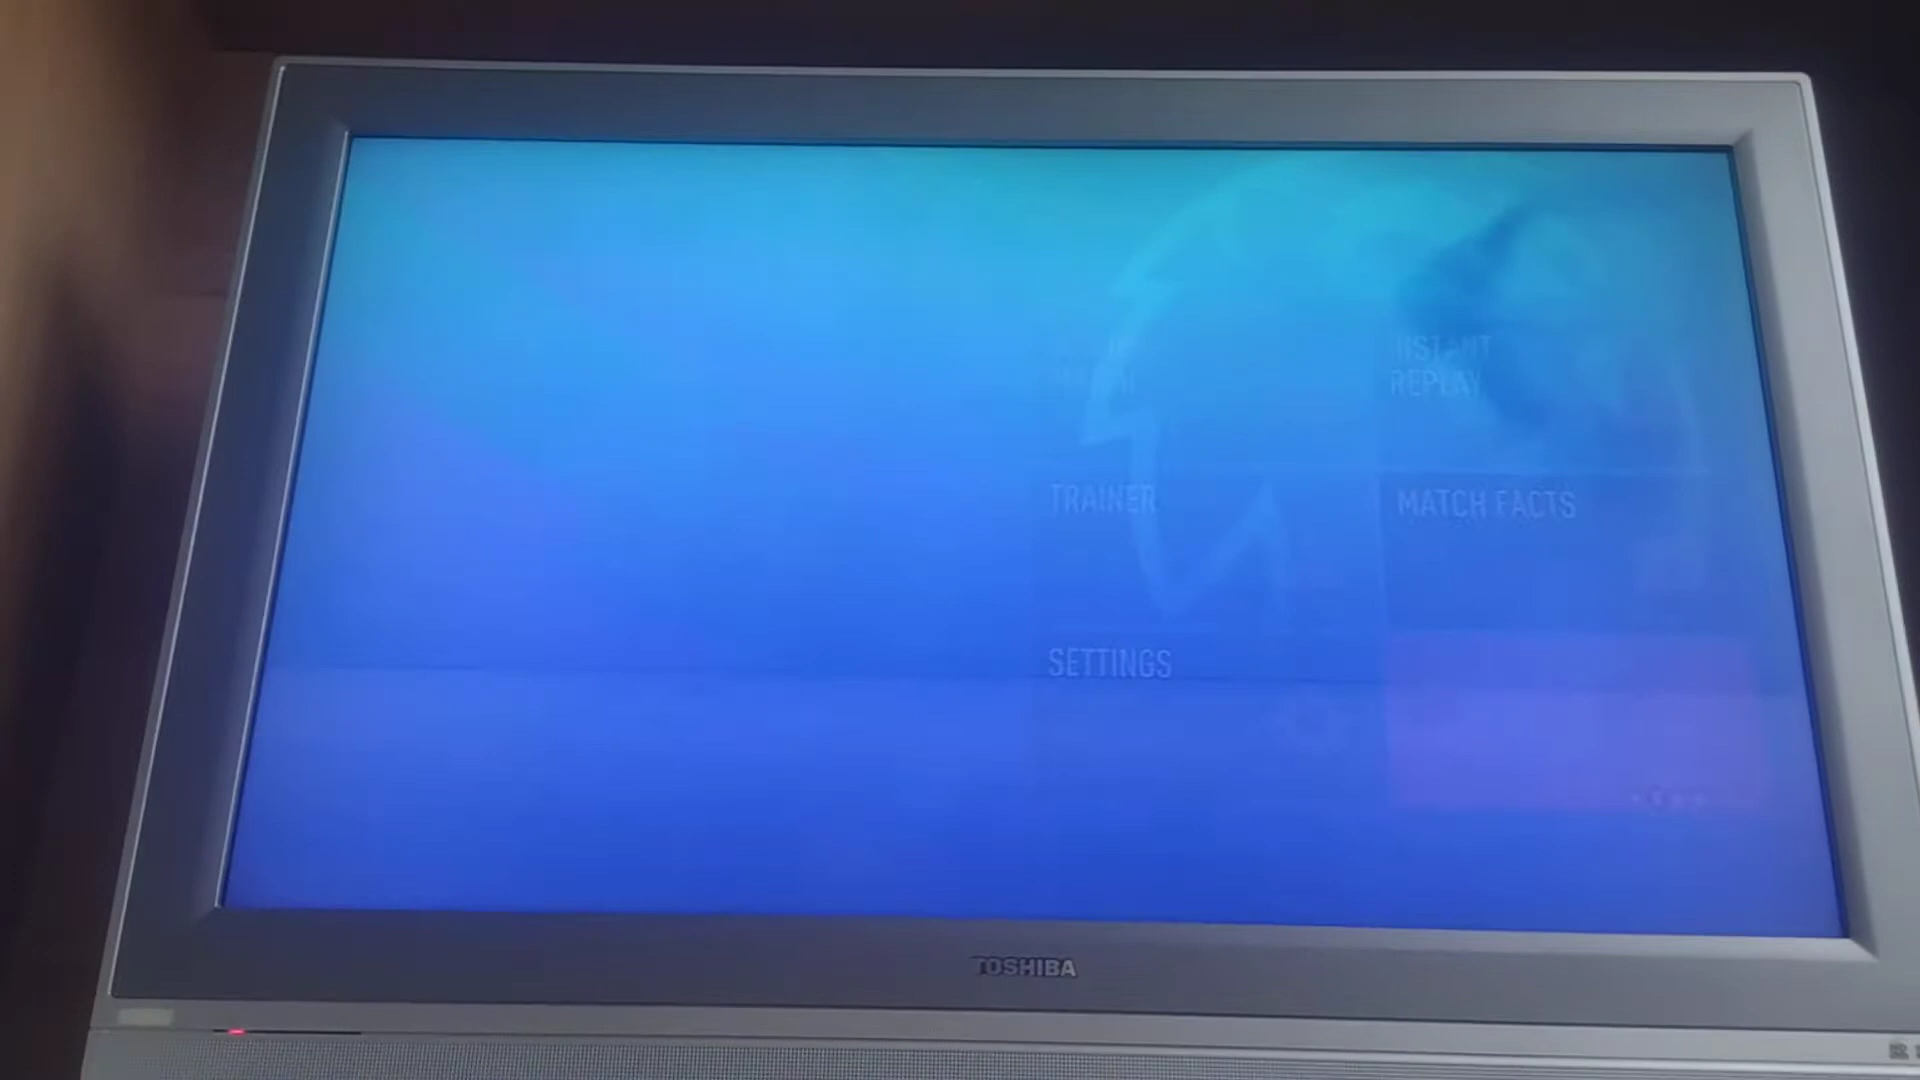 INSTANT
REPLAY
TRAINER
MATCH FACTS
SETTINGS
TOSHIBA